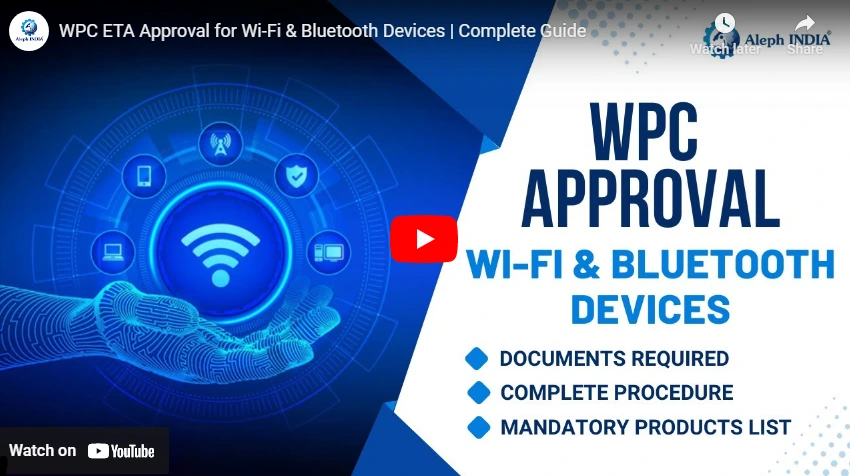 Aleph INDIA
WPC ETA Approval for Wi-Fi & Bluetooth Devices | Complete Guide
Watch later
Share
Aleph INDIA®
WPC
APPROVAL
WI-FI & BLUETOOTH
DEVICES
DOCUMENTS REQUIRED
COMPLETE PROCEDURE
MANDATORY PRODUCTS LIST
Watch on YouTube